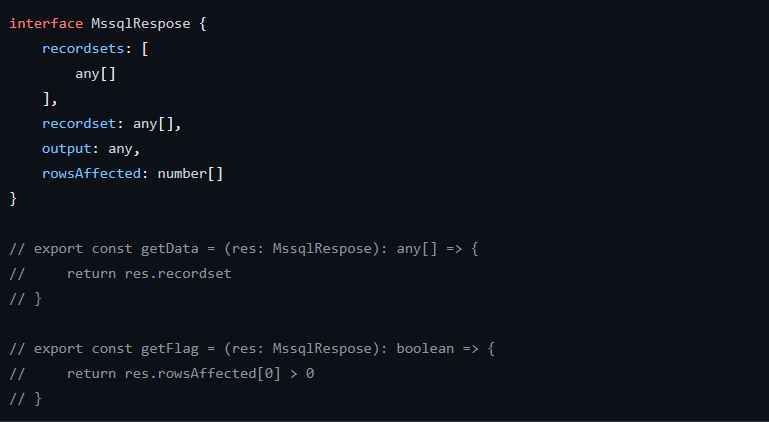 interface MssqlRespose {
    recordsets: [
        any[]
    ],
    recordset: any[],
    output: any,
    rowsAffected: number[]
}
// export const getData = (res: MssqlRespose): any[] => {
//     return res.recordset
// }
// export const getFlag = (res: MssqlRespose): boolean => {
//     return res.rowsAffected[0] > 0
// }